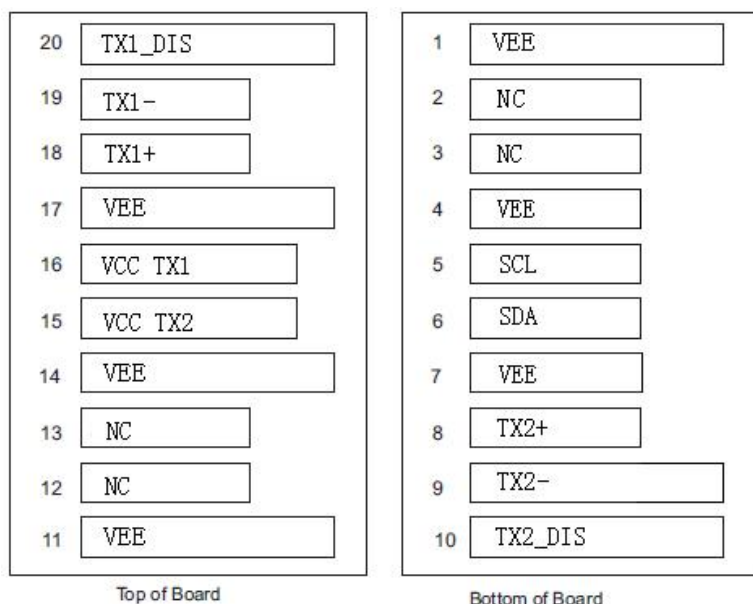 20 TX1_DIS
19 TX1-
18 TX1+
17 VEE
16 VCC TX1
15 VCC TX2
14 VEE
13 NC
12 NC
11 VEE
Top of Board
1 VEE
2 NC
3 NC
4 VEE
5 SCL
6 SDA
7 VEE
8 TX2+
9 TX2-
10 TX2_DIS
Bottom of Board